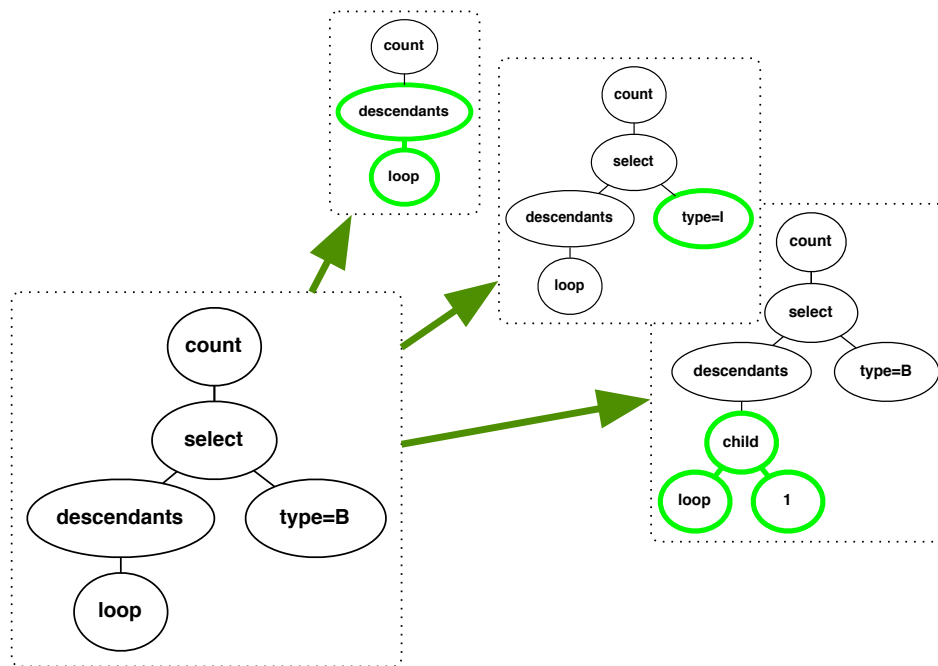 count
descendants
loop
count
select
descendants
type=I
loop
count
select
descendants
type=B
child
loop
1
count
select
descendants
type=B
loop